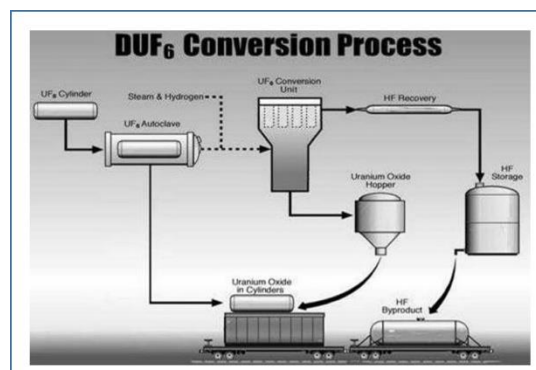 DUF₆ Conversion Process
UF₆ Cylinder
Steam & Hydrogen
UF₆ Conversion
Unit
HF Recovery
UF₆ Autoclave
Uranium Oxide
Hopper
HF
Storage
Uranium Oxide
in Cylinders
HF
Byproduct